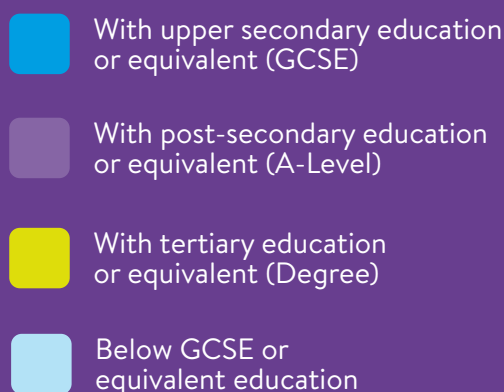 With upper secondary education
or equivalent (GCSE)
With post-secondary education
or equivalent (A-Level)
With tertiary education
or equivalent (Degree)
Below GCSE or
equivalent education